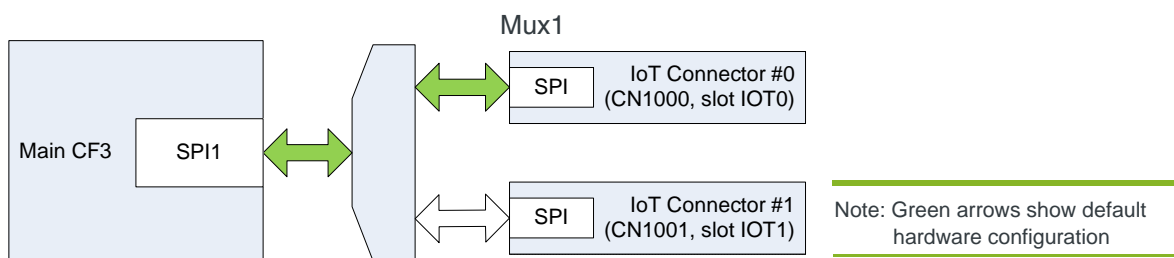 Mux1
Main CF3
SPI1
SPI
IoT Connector #0
(CN1000, slot IOT0)
SPI
IoT Connector #1
(CN1001, slot IOT1)
Note: Green arrows show default
hardware configuration